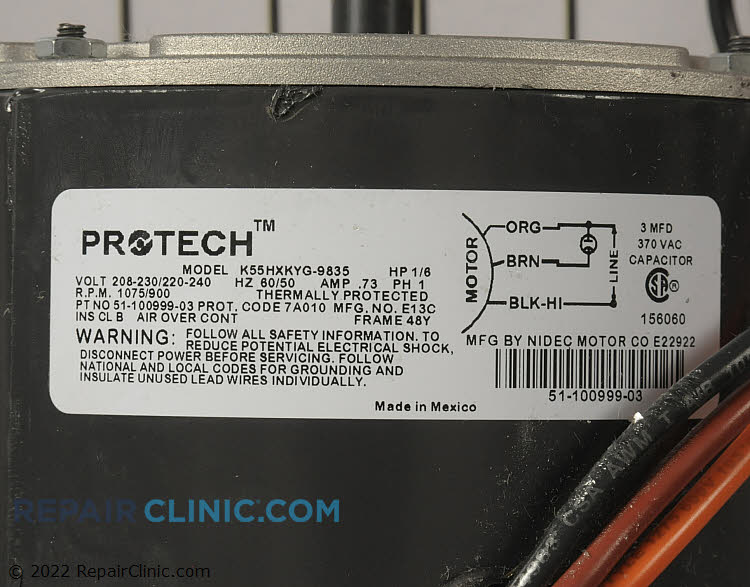 PROTECH™
MODEL K55HXKYG-9835 HP 1/6
VOLT 208-230/220-240 HZ 60/50 AMP .73 PH 1
R.P.M. 1075/900 THERMALLY PROTECTED
PT NO 51-100999-03 PROT. CODE 7A010 MFG. NO. E13C
INS CL B AIR OVER CONT FRAME 48Y
WARNING: FOLLOW ALL SAFETY INFORMATION. TO
REDUCE POTENTIAL ELECTRICAL SHOCK,
DISCONNECT POWER BEFORE SERVICING. FOLLOW
NATIONAL AND LOCAL CODES FOR GROUNDING AND
INSULATE UNUSED LEAD WIRES INDIVIDUALLY.
Made in Mexico
MOTOR
ORG
BRN
BLK-HI
LINE
3 MFD
370 VAC
CAPACITOR
SA
156060
MFG BY NIDEC MOTOR CO E22922
51-100999-03
CSA AWM
REPAIR CLINIC.COM®
© 2022 RepairClinic.com